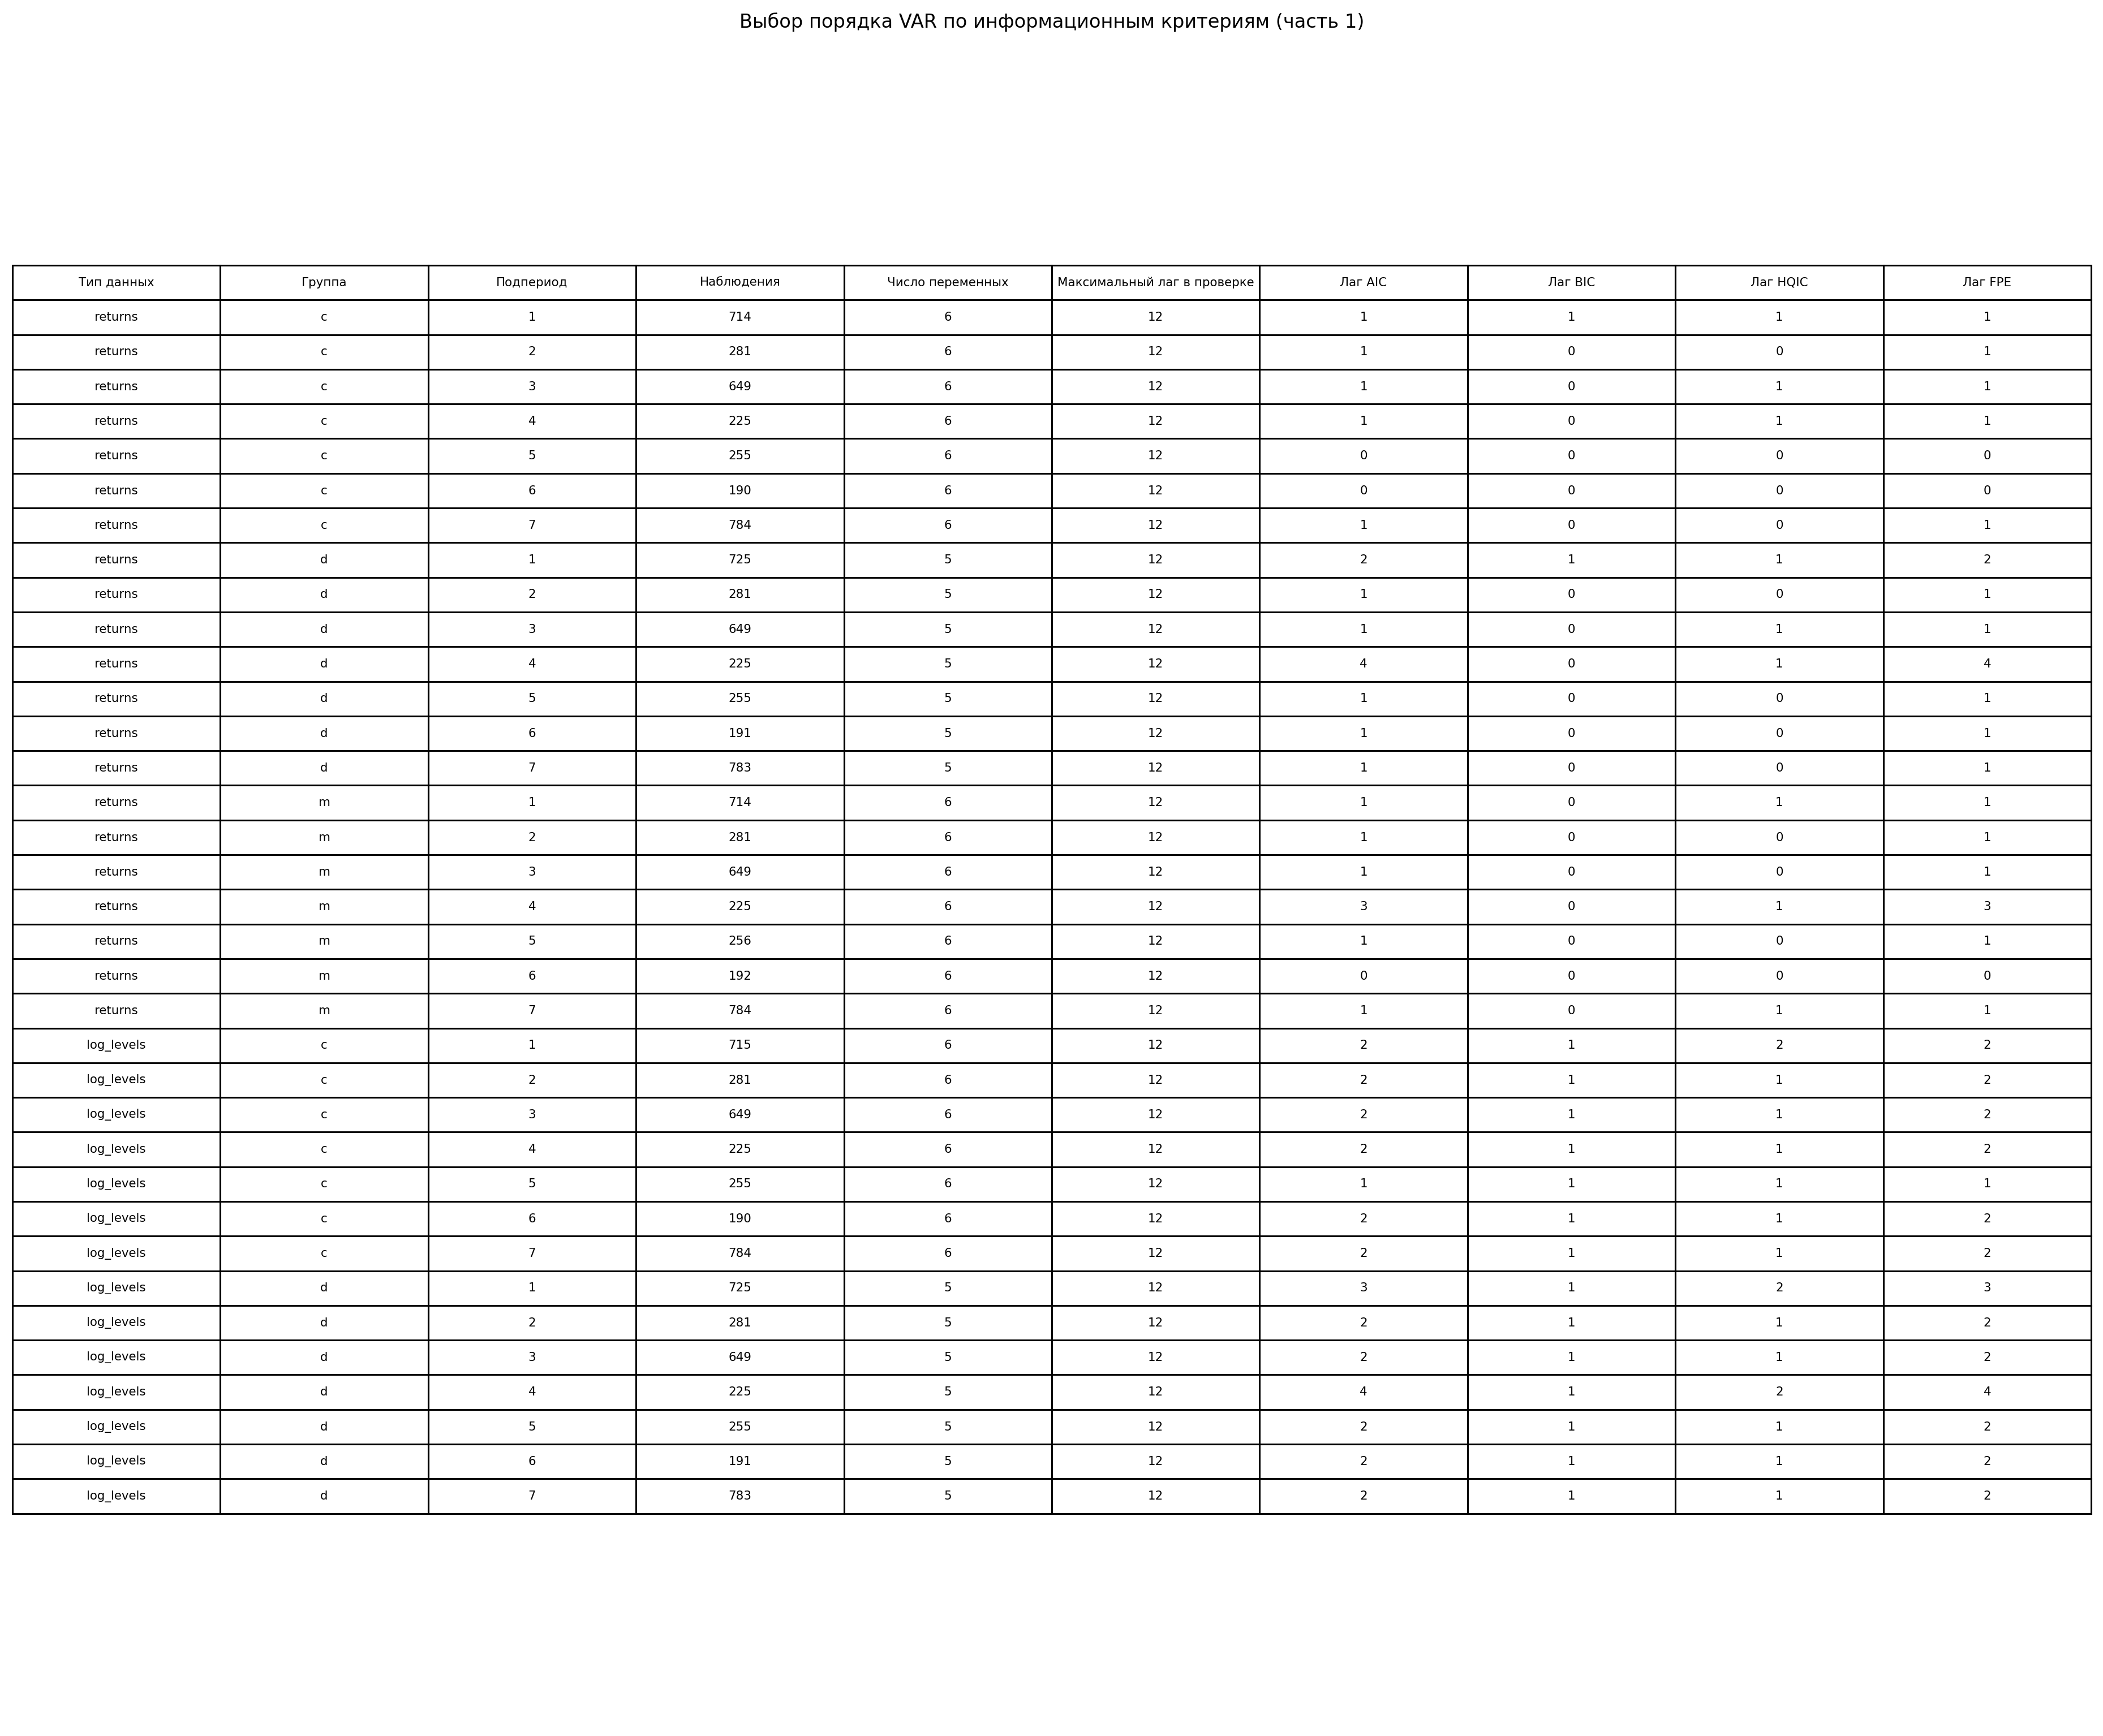 Выбор порядка VAR по информационным критериям (часть 1)
Тип данных Группа Подпериод Наблюдения Число переменных Максимальный лаг в проверке Лаг AIC Лаг BIC Лаг HQIC Лаг FPE
returns c 1 714 6 12 1 1 1 1
returns c 2 281 6 12 1 0 0 1
returns c 3 649 6 12 1 0 1 1
returns c 4 225 6 12 1 0 1 1
returns c 5 255 6 12 0 0 0 0
returns c 6 190 6 12 0 0 0 0
returns c 7 784 6 12 1 0 0 1
returns d 1 725 5 12 2 1 1 2
returns d 2 281 5 12 1 0 0 1
returns d 3 649 5 12 1 0 1 1
returns d 4 225 5 12 4 0 1 4
returns d 5 255 5 12 1 0 0 1
returns d 6 191 5 12 1 0 0 1
returns d 7 783 5 12 1 0 0 1
returns m 1 714 6 12 1 0 1 1
returns m 2 281 6 12 1 0 0 1
returns m 3 649 6 12 1 0 0 1
returns m 4 225 6 12 3 0 1 3
returns m 5 256 6 12 1 0 0 1
returns m 6 192 6 12 0 0 0 0
returns m 7 784 6 12 1 0 1 1
log_levels c 1 715 6 12 2 1 2 2
log_levels c 2 281 6 12 2 1 1 2
log_levels c 3 649 6 12 2 1 1 2
log_levels c 4 225 6 12 2 1 1 2
log_levels c 5 255 6 12 1 1 1 1
log_levels c 6 190 6 12 2 1 1 2
log_levels c 7 784 6 12 2 1 1 2
log_levels d 1 725 5 12 3 1 2 3
log_levels d 2 281 5 12 2 1 1 2
log_levels d 3 649 5 12 2 1 1 2
log_levels d 4 225 5 12 4 1 2 4
log_levels d 5 255 5 12 2 1 1 2
log_levels d 6 191 5 12 2 1 1 2
log_levels d 7 783 5 12 2 1 1 2